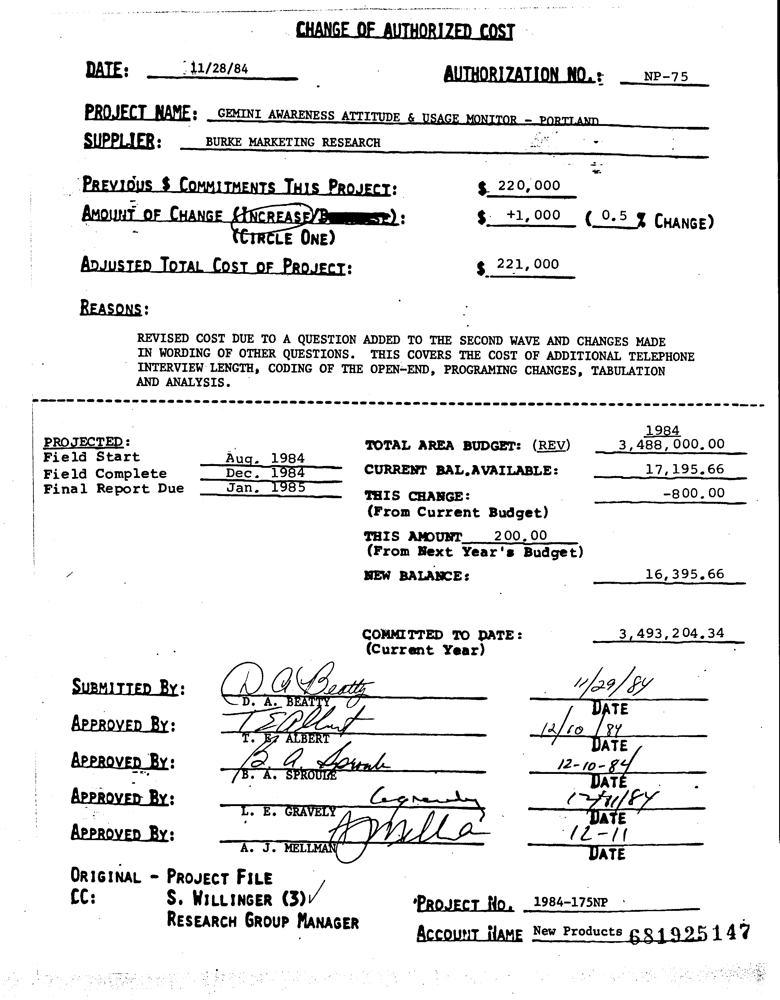 CHANGE OF AUTHORIZED COST
DATE: 11/28/84 AUTHORIZATION NO.: NP-75
PROJECT NAME: GEMINI AWARENESS ATTITUDE & USAGE MONITOR - PORTLAND
SUPPLIER: BURKE MARKETING RESEARCH
PREVIOUS $ COMMITMENTS THIS PROJECT: $ 220,000
AMOUNT OF CHANGE (INCREASE/ ): $ +1,000 ( 0.5 % CHANGE)
(CIRCLE ONE)
ADJUSTED TOTAL COST OF PROJECT: $ 221,000
REASONS:
REVISED COST DUE TO A QUESTION ADDED TO THE SECOND WAVE AND CHANGES MADE
IN WORDING OF OTHER QUESTIONS. THIS COVERS THE COST OF ADDITIONAL TELEPHONE
INTERVIEW LENGTH, CODING OF THE OPEN-END, PROGRAMING CHANGES, TABULATION
AND ANALYSIS.
1984
PROJECTED: TOTAL AREA BUDGET: (REV) 3,488,000.00
Field Start Aug. 1984
Field Complete Dec. 1984 CURRENT BAL.AVAILABLE: 17,195.66
Final Report Due Jan. 1985
THIS CHANGE: -800.00
(From Current Budget)
THIS AMOUNT 200.00
(From Next Year's Budget)
NEW BALANCE: 16,395.66
COMMITTED TO DATE: 3,493,204.34
(Current Year)
SUBMITTED BY: D A Beatty 11/29/84
D. A. BEATTY DATE
APPROVED BY: T E Albert 12/10/84
T. E. ALBERT DATE
APPROVED BY: B. A. Sproule 12-10-84
B. A. SPROULE DATE
APPROVED BY: Legravely 12/11/84
L. E. GRAVELY DATE
APPROVED BY: AJMellman 12-11
A. J. MELLMAN DATE
ORIGINAL - PROJECT FILE
CC: S. WILLINGER (3) ✓ PROJECT NO. 1984-175NP
RESEARCH GROUP MANAGER
ACCOUNT NAME New Products 681925147